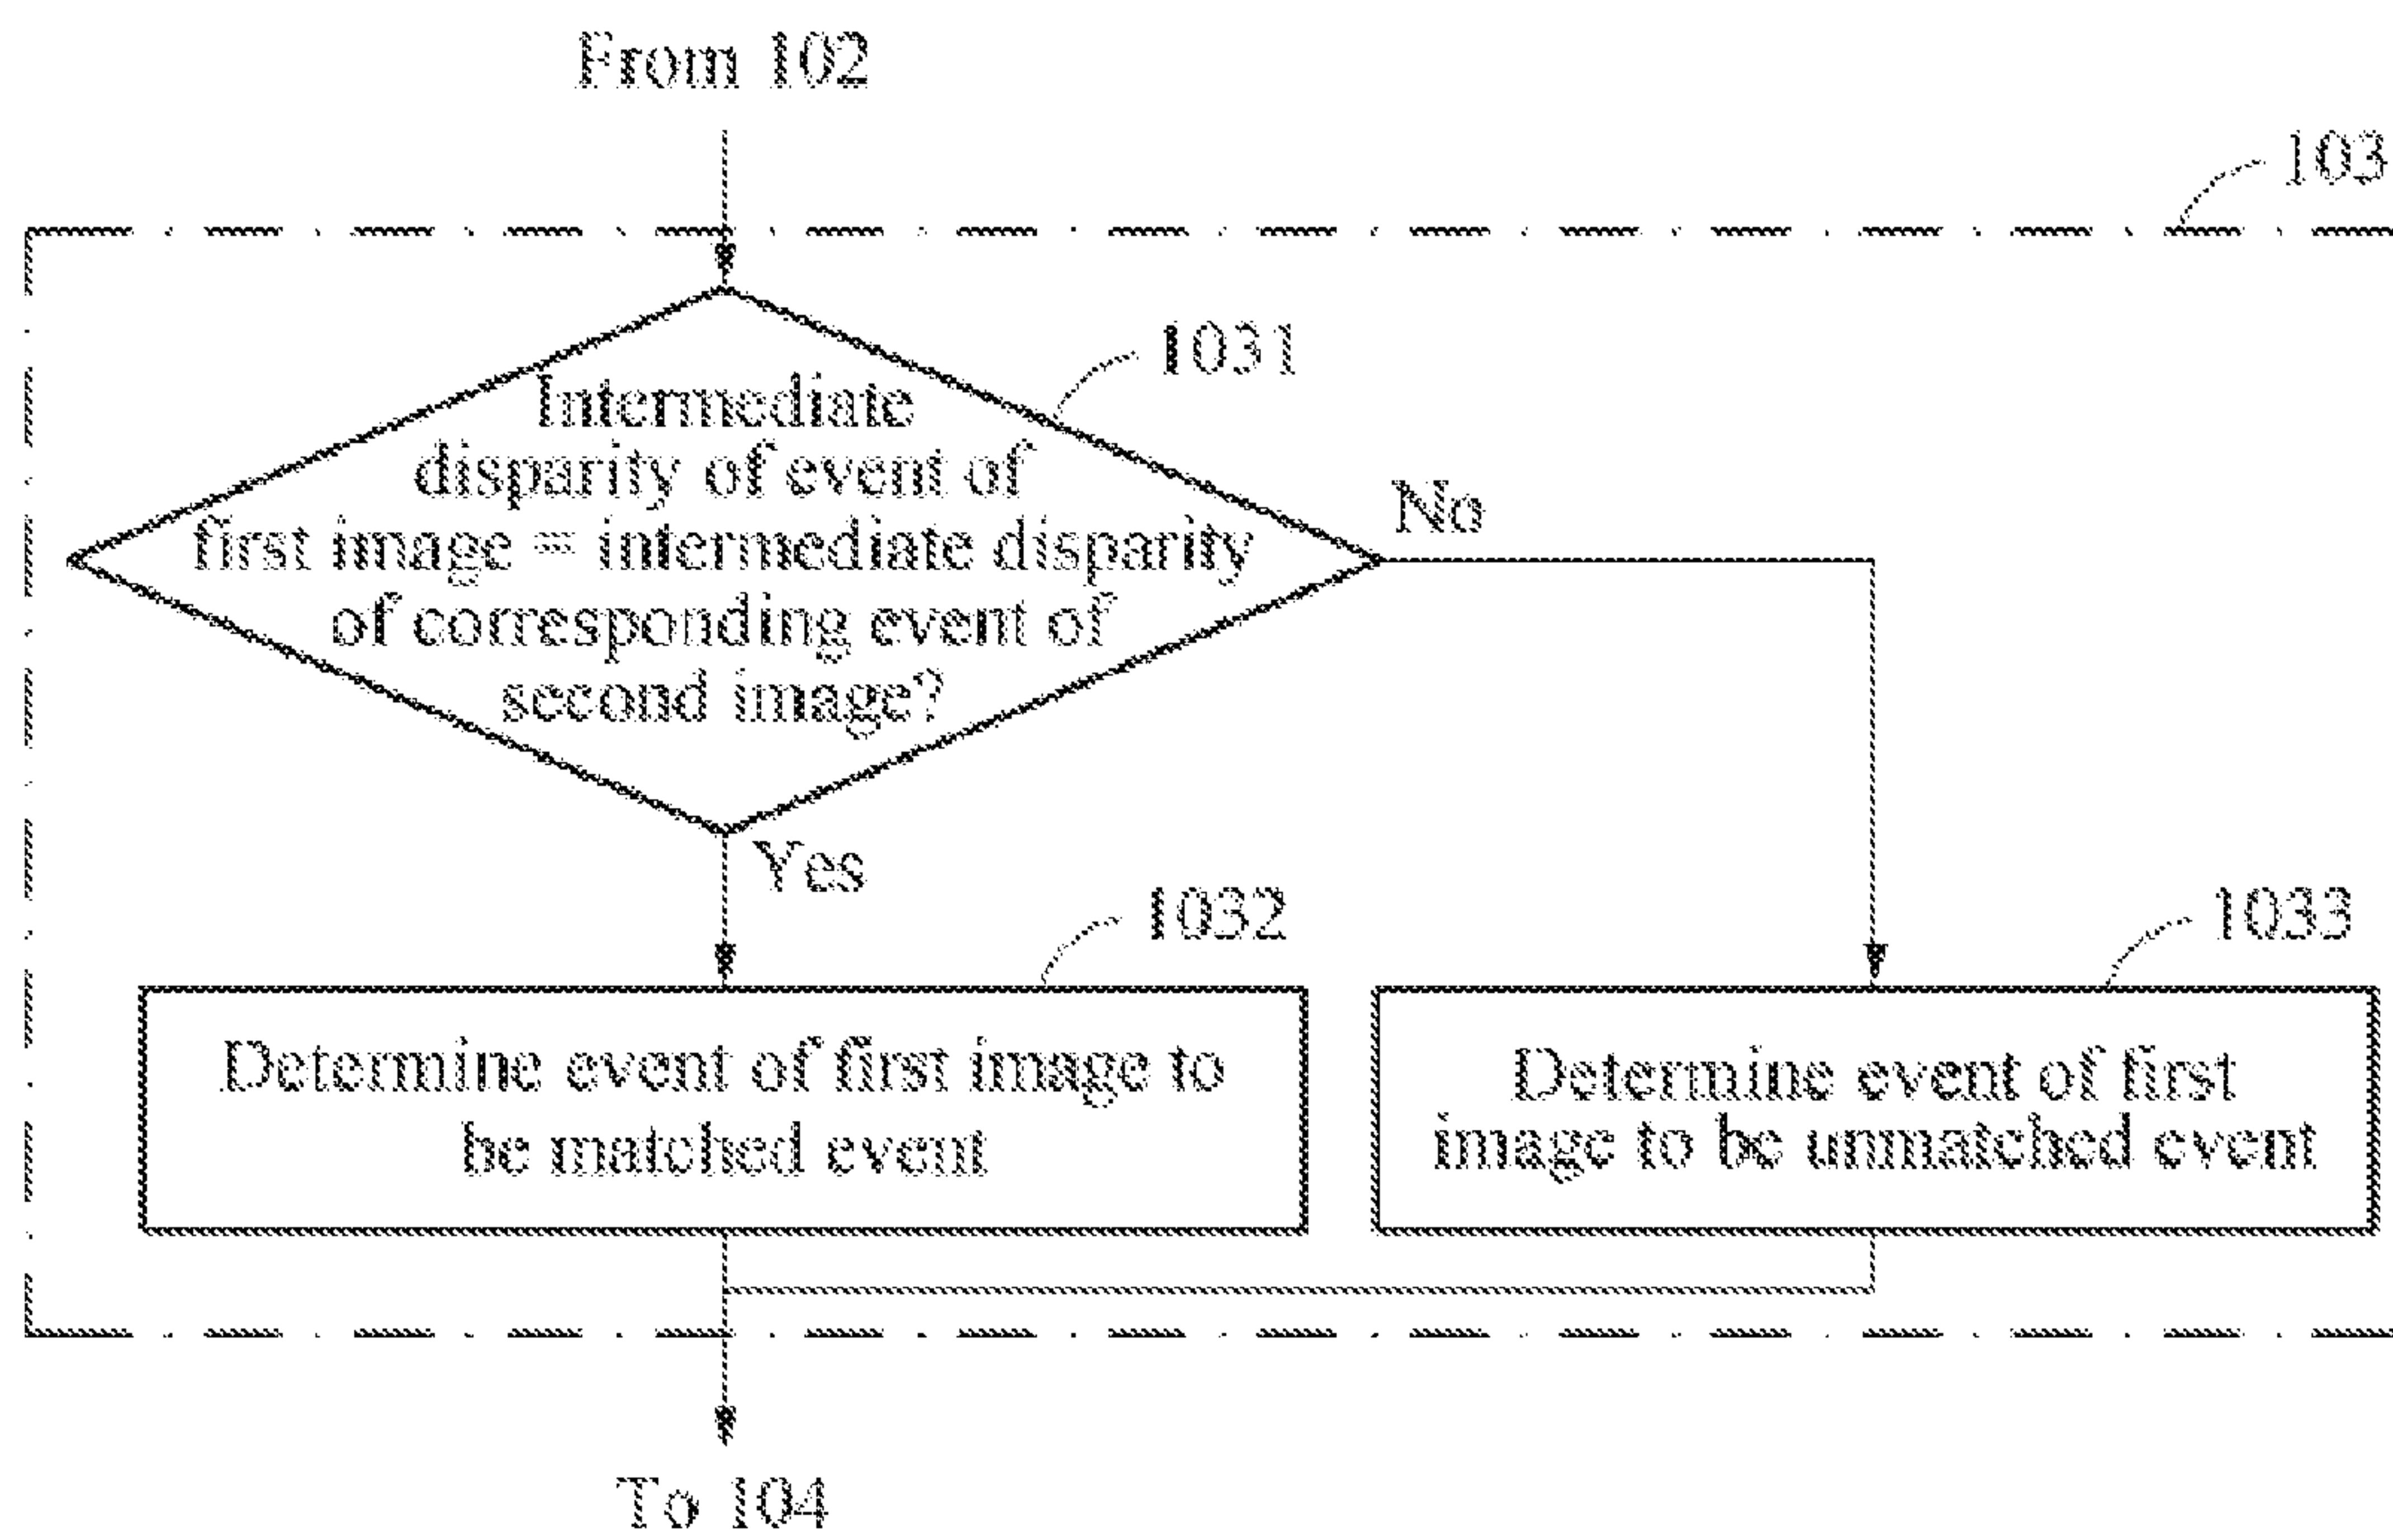 From 102
103
1031
Intermediate
disparity of event of
first image = intermediate disparity
of corresponding event of
second image?
No
Yes
1032
1033
Determine event of first image to
be matched event
Determine event of first
image to be unmatched event
To 104